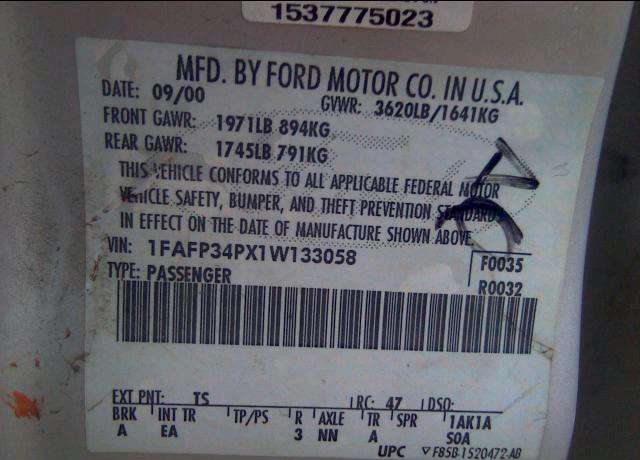 1537775023
MFD. BY FORD MOTOR CO. IN U.S.A.
DATE: 09/00 GVWR: 3620LB/1641KG
FRONT GAWR: 1971LB 894KG
REAR GAWR: 1745LB 791KG
THIS VEHICLE CONFORMS TO ALL APPLICABLE FEDERAL MOTOR
VEHICLE SAFETY, BUMPER, AND THEFT PREVENTION STANDARDS
IN EFFECT ON THE DATE OF MANUFACTURE SHOWN ABOVE.
VIN: 1FAFP34PX1W133058 F0035
TYPE: PASSENGER R0032
EXT PNT: TS RC: 47 DSO:
BRK INT TR TP/PS R AXLE TR SPR 1AK1A
A EA 3 NN A SOA
UPC F85B-1520472-AB